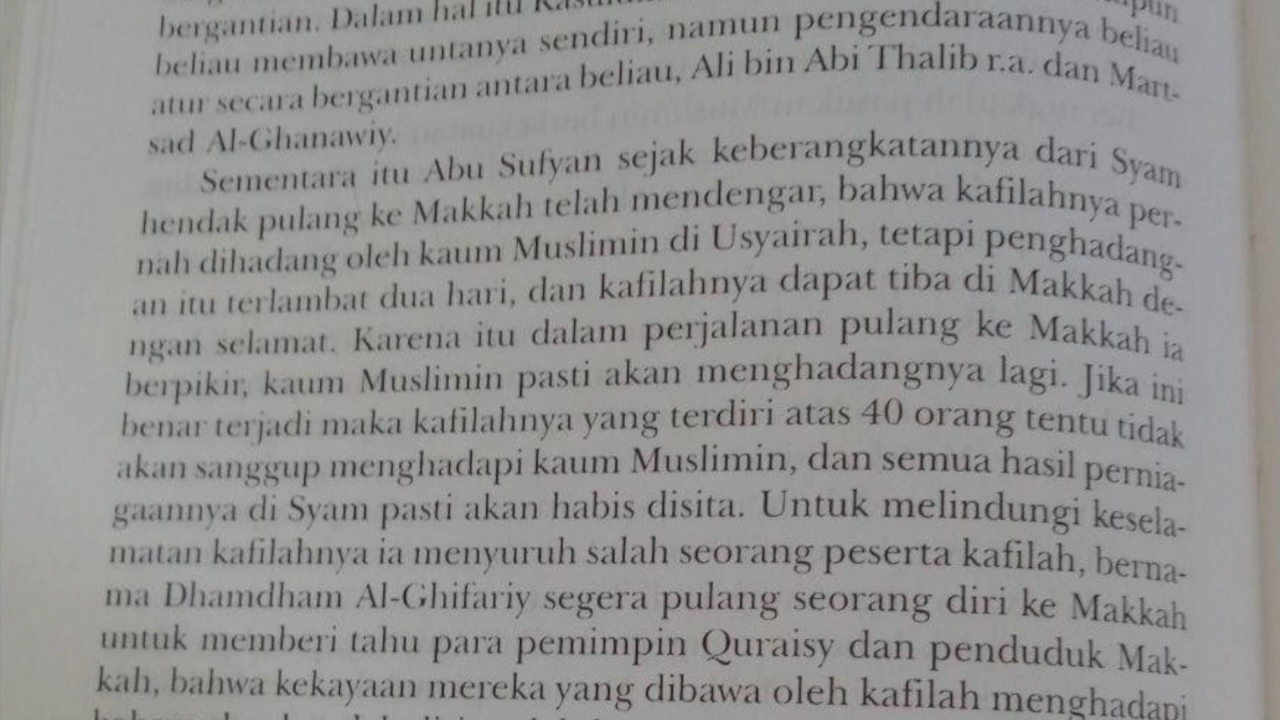 bergantian. Dalam hal itu
beliau membawa untanya sendiri, namun pengendaraannya beliau
atur secara bergantian antara beliau, Ali bin Abi Thalib r.a. dan Mart-
sad Al-Ghanawiy.
Sementara itu Abu Sufyan sejak keberangkatannya dari Syam
hendak pulang ke Makkah telah mendengar, bahwa kafilahnya per-
nah dihadang oleh kaum Muslimin di Usyairah, tetapi penghadang-
an itu terlambat dua hari, dan kafilahnya dapat tiba di Makkah de-
ngan selamat. Karena itu dalam perjalanan pulang ke Makkah ia
berpikir, kaum Muslimin pasti akan menghadangnya lagi. Jika ini
benar terjadi maka kafilahnya yang terdiri atas 40 orang tentu tidak
akan sanggup menghadapi kaum Muslimin, dan semua hasil pernia-
gaannya di Syam pasti akan habis disita. Untuk melindungi kesela-
matan kafilahnya ia menyuruh salah seorang peserta kafilah, berna-
ma Dhamdham Al-Ghifariy segera pulang seorang diri ke Makkah
untuk memberi tahu para pemimpin Quraisy dan penduduk Mak-
kah, bahwa kekayaan mereka yang dibawa oleh kafilah menghadapi